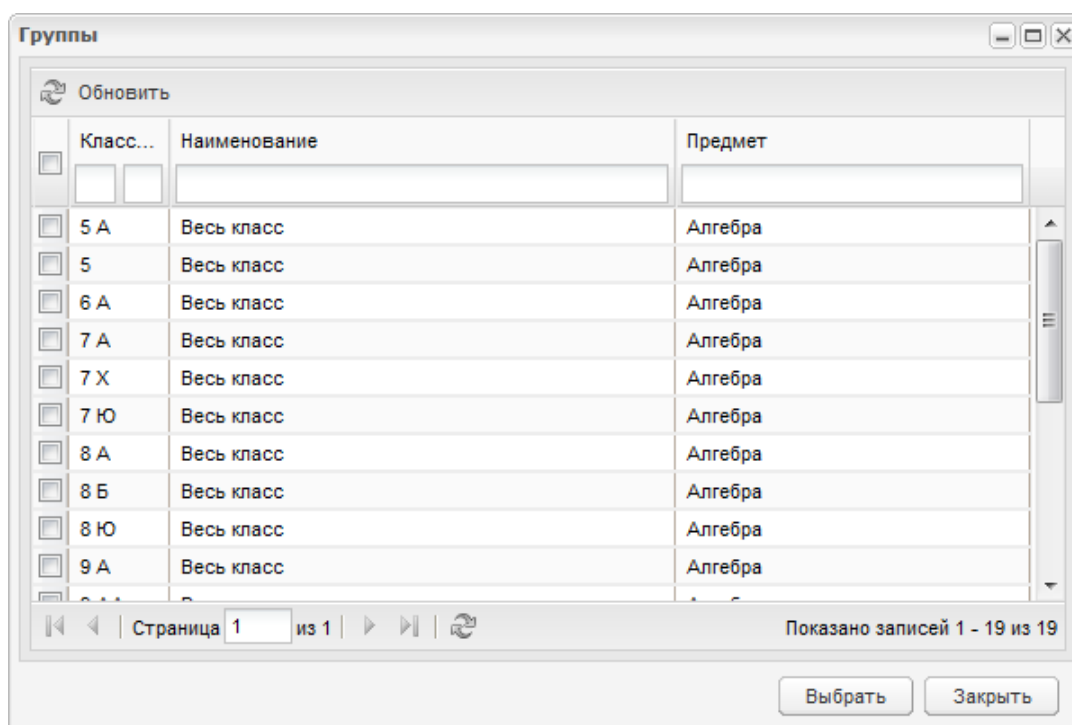 Группы
Обновить
Класс... Наименование Предмет
5 А Весь класс Алгебра
5 Весь класс Алгебра
6 А Весь класс Алгебра
7 А Весь класс Алгебра
7 Х Весь класс Алгебра
7 Ю Весь класс Алгебра
8 А Весь класс Алгебра
8 Б Весь класс Алгебра
8 Ю Весь класс Алгебра
9 А Весь класс Алгебра
Страница 1 из 1 Показано записей 1 - 19 из 19
Выбрать Закрыть